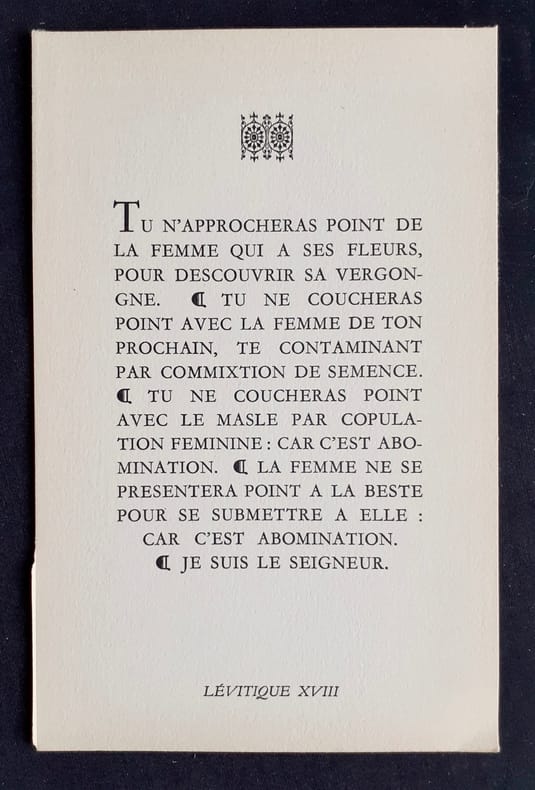 TU N'APPROCHERAS POINT DE
LA FEMME QUI A SES FLEURS,
POUR DESCOUVRIR SA VERGON-
GNE. ⁋ TU NE COUCHERAS
POINT AVEC LA FEMME DE TON
PROCHAIN, TE CONTAMINANT
PAR COMMIXTION DE SEMENCE.
⁋ TU NE COUCHERAS POINT
AVEC LE MASLE PAR COPULA-
TION FEMININE : CAR C'EST ABO-
MINATION. ⁋ LA FEMME NE SE
PRESENTERA POINT A LA BESTE
POUR SE SUBMETTRE A ELLE :
CAR C'EST ABOMINATION.
⁋ JE SUIS LE SEIGNEUR.
LÉVITIQUE XVIII